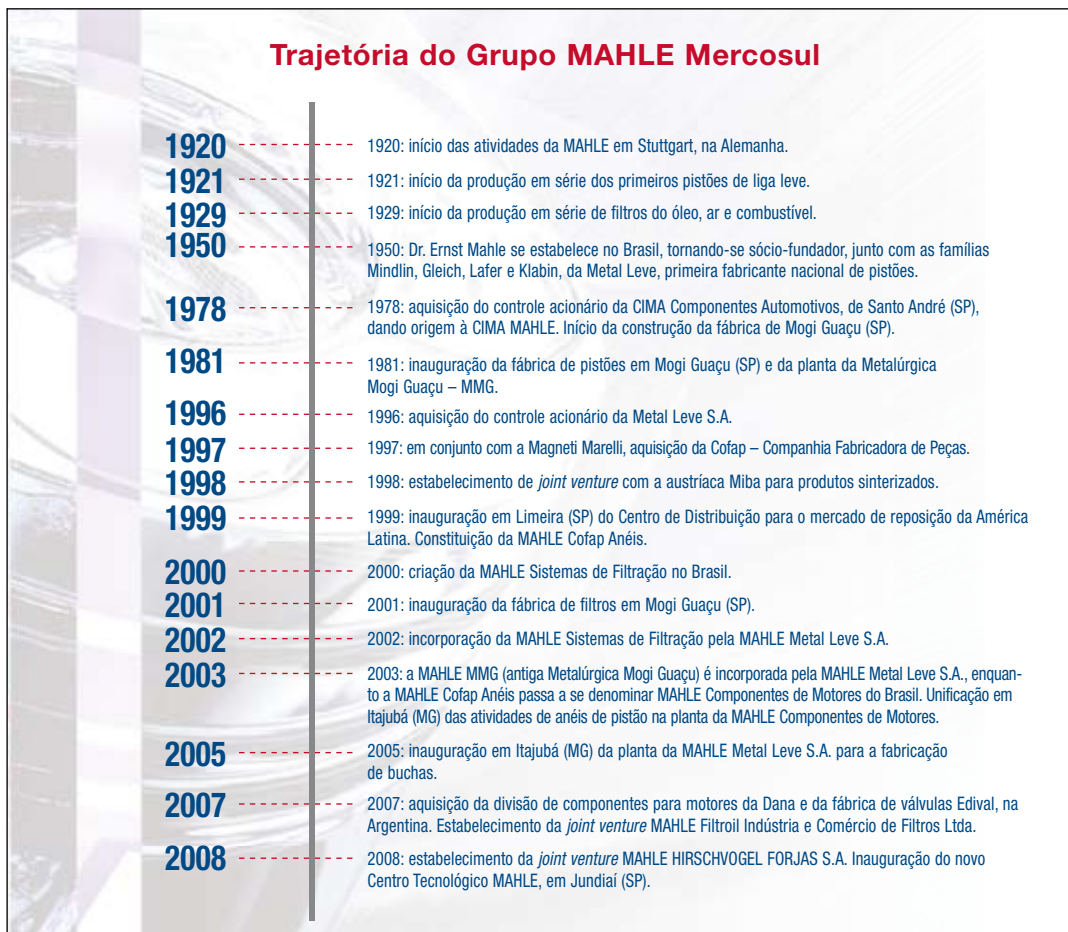 Trajetória do Grupo MAHLE Mercosul
1920
1920: início das atividades da MAHLE em Stuttgart, na Alemanha.
1921
1921: início da produção em série dos primeiros pistões de liga leve.
1929
1929: início da produção em série de filtros do óleo, ar e combustível.
1950
1950: Dr. Ernst Mahle se estabelece no Brasil, tornando-se sócio-fundador, junto com as famílias
Mindlin, Gleich, Lafer e Klabin, da Metal Leve, primeira fabricante nacional de pistões.
1978
1978: aquisição do controle acionário da CIMA Componentes Automotivos, de Santo André (SP),
dando origem à CIMA MAHLE. Início da construção da fábrica de Mogi Guaçu (SP).
1981
1981: inauguração da fábrica de pistões em Mogi Guaçu (SP) e da planta da Metalúrgica
Mogi Guaçu – MMG.
1996
1996: aquisição do controle acionário da Metal Leve S.A.
1997
1997: em conjunto com a Magneti Marelli, aquisição da Cofap – Companhia Fabricadora de Peças.
1998
1998: estabelecimento de joint venture com a austríaca Miba para produtos sinterizados.
1999
1999: inauguração em Limeira (SP) do Centro de Distribuição para o mercado de reposição da América
Latina. Constituição da MAHLE Cofap Anéis.
2000
2000: criação da MAHLE Sistemas de Filtração no Brasil.
2001
2001: inauguração da fábrica de filtros em Mogi Guaçu (SP).
2002
2002: incorporação da MAHLE Sistemas de Filtração pela MAHLE Metal Leve S.A.
2003
2003: a MAHLE MMG (antiga Metalúrgica Mogi Guaçu) é incorporada pela MAHLE Metal Leve S.A., enquan-
to a MAHLE Cofap Anéis passa a se denominar MAHLE Componentes de Motores do Brasil. Unificação em
Itajubá (MG) das atividades de anéis de pistão na planta da MAHLE Componentes de Motores.
2005
2005: inauguração em Itajubá (MG) da planta da MAHLE Metal Leve S.A. para a fabricação
de buchas.
2007
2007: aquisição da divisão de componentes para motores da Dana e da fábrica de válvulas Edival, na
Argentina. Estabelecimento da joint venture MAHLE Filtroil Indústria e Comércio de Filtros Ltda.
2008
2008: estabelecimento da joint venture MAHLE HIRSCHVOGEL FORJAS S.A. Inauguração do novo
Centro Tecnológico MAHLE, em Jundiaí (SP).